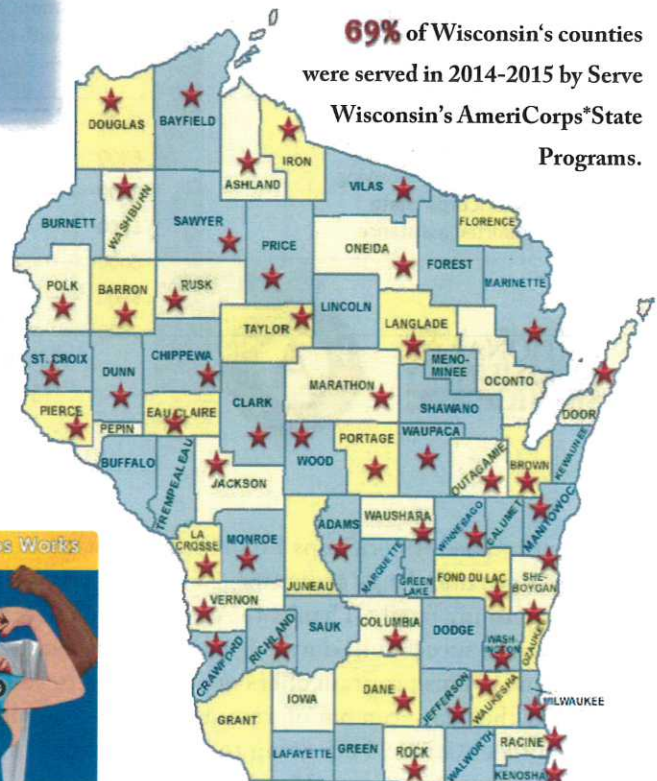 69% of Wisconsin's counties
were served in 2014-2015 by Serve
Wisconsin's AmeriCorps*State
Programs.
DOUGLAS
BAYFIELD
ASHLAND
IRON
VILAS
BURNETT
WASHBURN
SAWYER
PRICE
ONEIDA
FOREST
FLORENCE
MARINETTE
POLK
BARRON
RUSK
TAYLOR
LINCOLN
LANGLADE
MENO-
MINEE
OCONTO
ST. CROIX
DUNN
CHIPPEWA
CLARK
MARATHON
SHAWANO
DOOR
PIERCE
PEPIN
EAU CLAIRE
BUFFALO
TREMPEALEAU
JACKSON
WOOD
PORTAGE
WAUPACA
OUTAGAMIE
BROWN
KEWAUNEE
LA
CROSSE
MONROE
JUNEAU
ADAMS
WAUSHARA
MARQUETTE
GREEN
LAKE
WINNEBAGO
CALUMET
MANITOWOC
FOND DU LAC
SHE-
BOYGAN
VERNON
CRAWFORD
RICHLAND
SAUK
COLUMBIA
DODGE
WASH-
INGTON
OZAUKEE
GRANT
IOWA
DANE
JEFFERSON
WAUKESHA
MILWAUKEE
LAFAYETTE
GREEN
ROCK
WALWORTH
RACINE
KENOSHA
Works